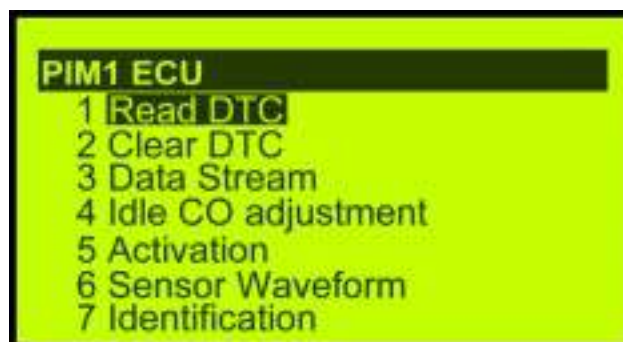 PIM1 ECU
1 Read DTC
2 Clear DTC
3 Data Stream
4 Idle CO adjustment
5 Activation
6 Sensor Waveform
7 Identification